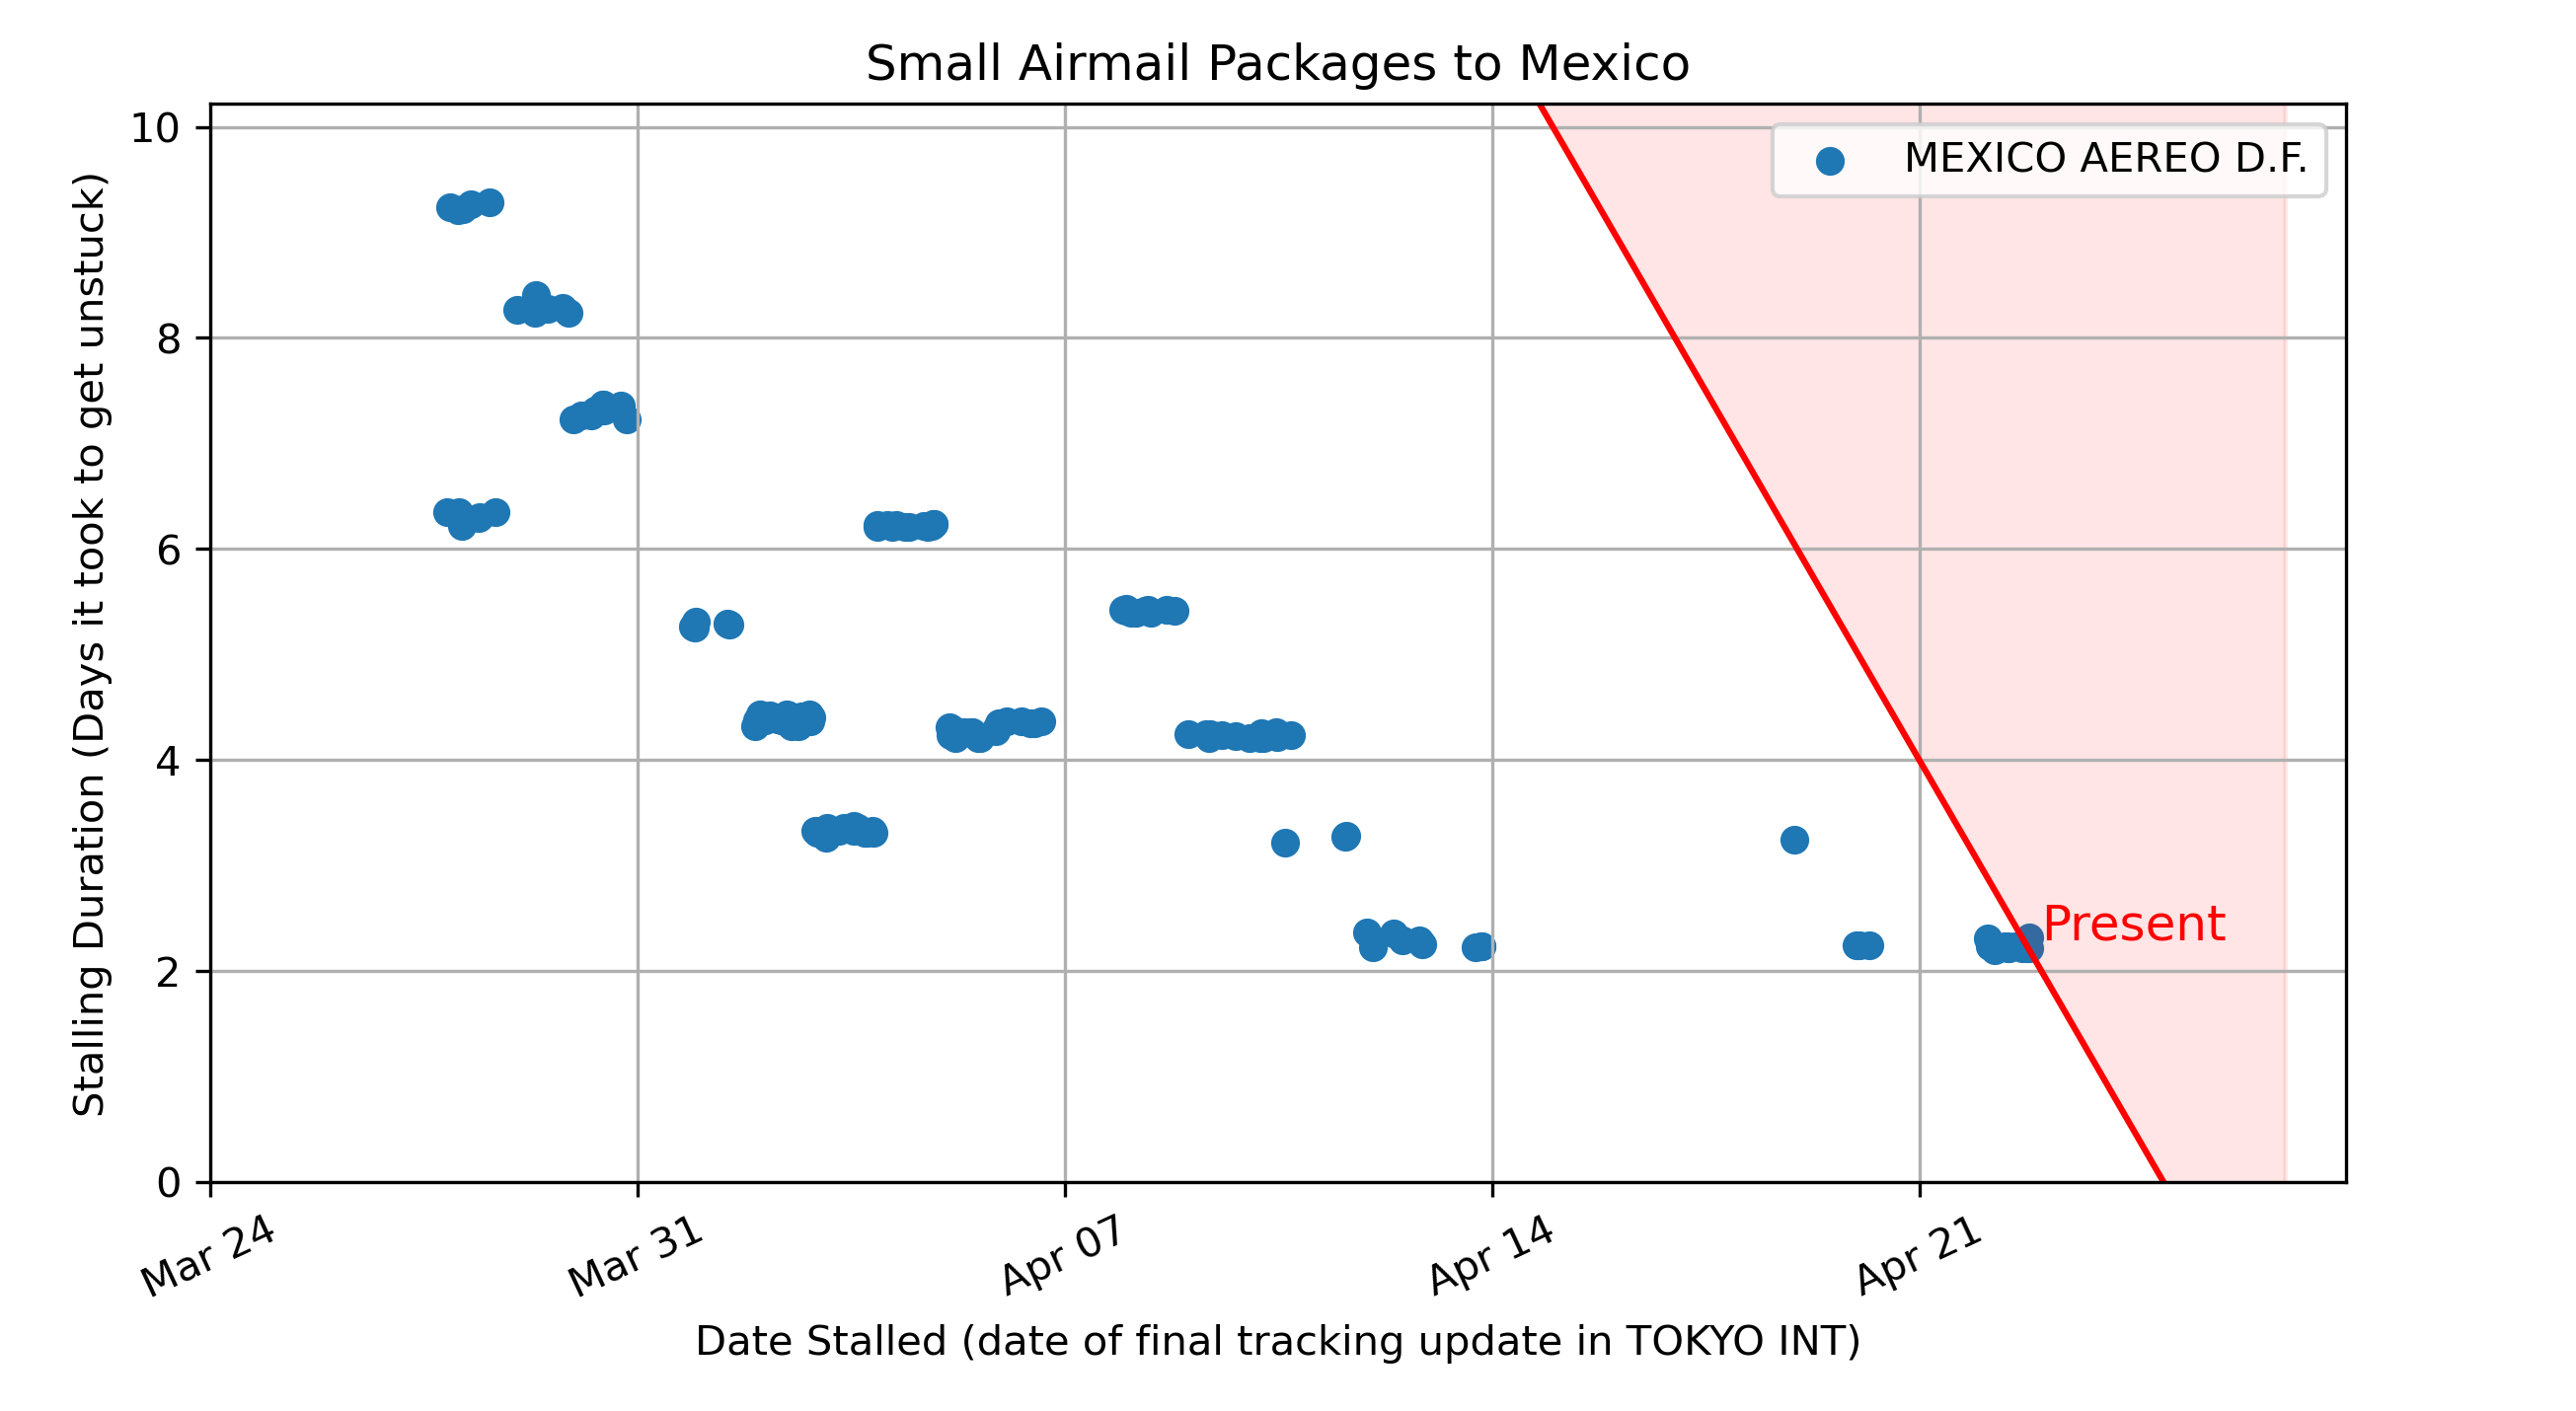 Small Airmail Packages to Mexico
MEXICO AEREO D.F.
Stalling Duration (Days it took to get unstuck)
10
8
6
4
2
0
Present
Mar 24
Mar 31
Apr 07
Apr 14
Apr 21
Date Stalled (date of final tracking update in TOKYO INT)